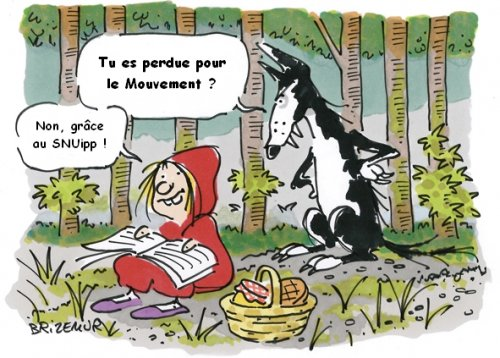 Tu es perdue pour
le Mouvement ?
Non, grâce
au SNUipp !
BRIZEMUR